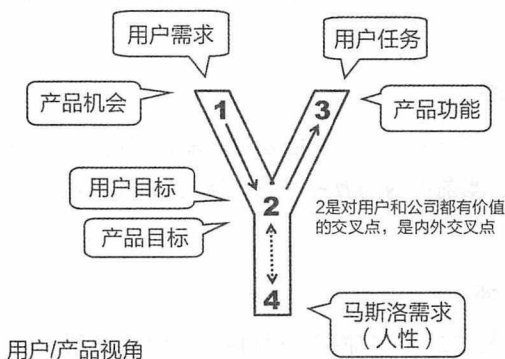 用户需求
用户任务
产品机会
1
3
产品功能
用户目标
2
2是对用户和公司都有价值
的交叉点，是内外交叉点
产品目标
4
马斯洛需求
（人性）
用户/产品视角